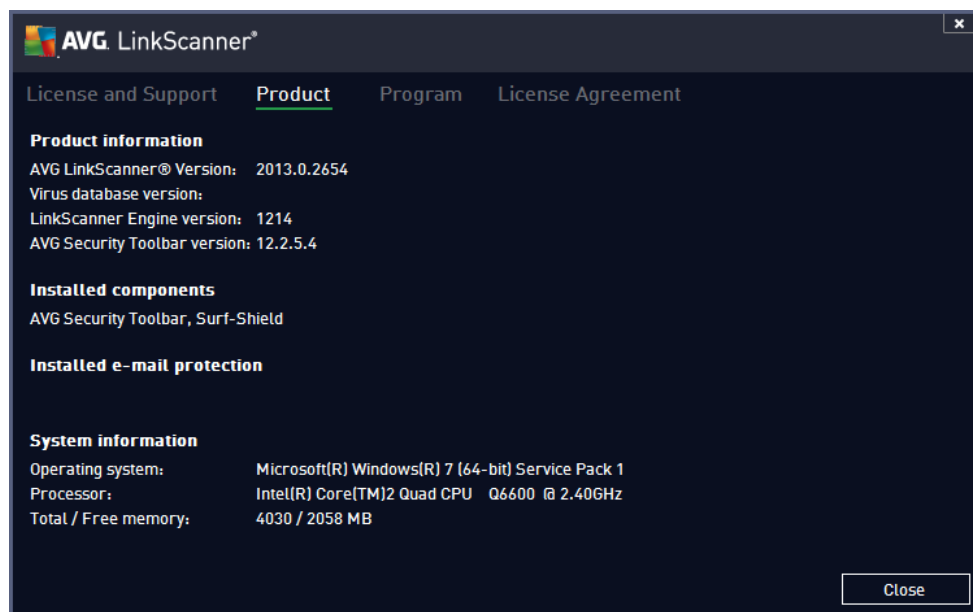 AVG. LinkScanner®
License and Support Product Program License Agreement
Product information
AVG LinkScanner® Version: 2013.0.2654
Virus database version:
LinkScanner Engine version: 1214
AVG Security Toolbar version: 12.2.5.4
Installed components
AVG Security Toolbar, Surf-Shield
Installed e-mail protection
System information
Operating system: Microsoft(R) Windows(R) 7 (64-bit) Service Pack 1
Processor: Intel(R) Core(TM)2 Quad CPU Q6600 @ 2.40GHz
Total / Free memory: 4030 / 2058 MB
Close